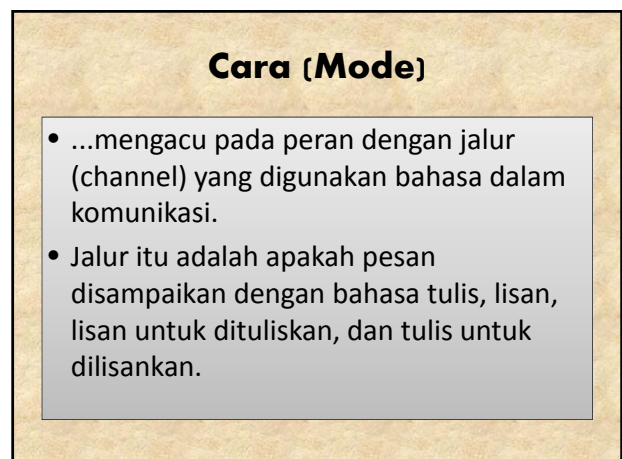 Cara (Mode)
• ...mengacu pada peran dengan jalur
(channel) yang digunakan bahasa dalam
komunikasi.
• Jalur itu adalah apakah pesan
disampaikan dengan bahasa tulis, lisan,
lisan untuk dituliskan, dan tulis untuk
dilisankan.